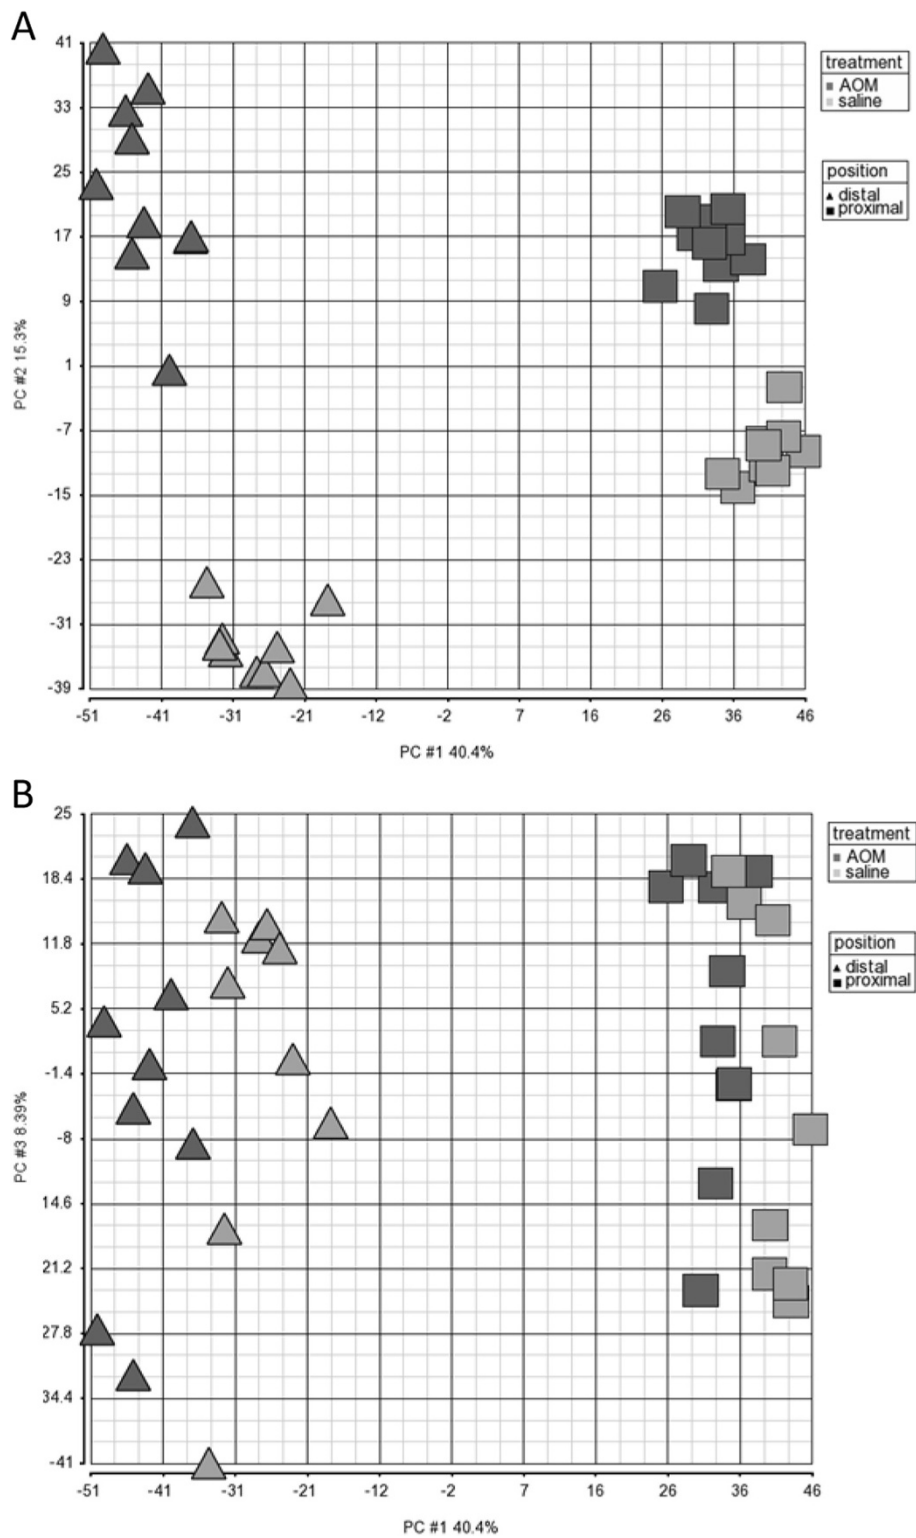 A
41
33
25
17
9
1
-7
-15
-23
-31
-39
PC #2 15.3%
-51 -41 -31 -21 -12 -2 7 16 26 36 46
PC #1 40.4%
treatment
AOM
saline
position
distal
proximal
B
25
18.4
11.8
5.2
-1.4
-8
14.6
21.2
27.8
34.4
-41
PC #3 8.39%
-51 -41 -31 -21 -12 -2 7 16 26 36 46
PC #1 40.4%
treatment
AOM
saline
position
distal
proximal